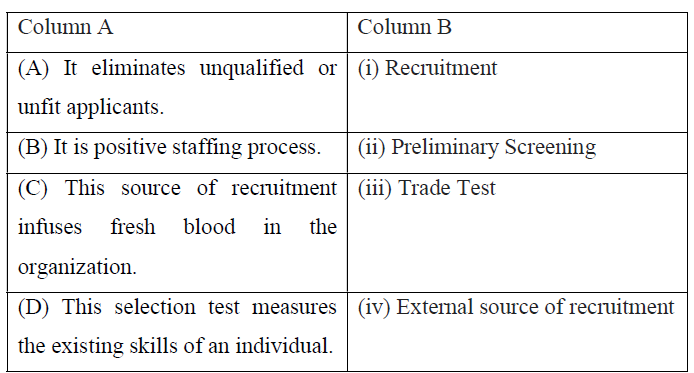 Column A
Column B
(A) It eliminates unqualified or
unfit applicants.
(i) Recruitment
(B) It is positive staffing process.
(ii) Preliminary Screening
(C) This source of recruitment
infuses fresh blood in the
organization.
(iii) Trade Test
(D) This selection test measures
the existing skills of an individual.
(iv) External source of recruitment